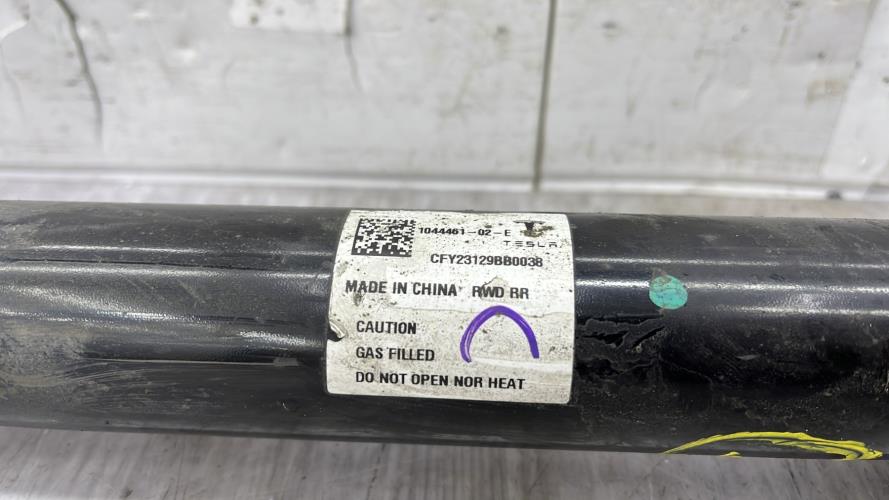 1044461-02-E
TESLA
CFY23129BB0038
MADE IN CHINA RWD RR
CAUTION
GAS FILLED
DO NOT OPEN NOR HEAT